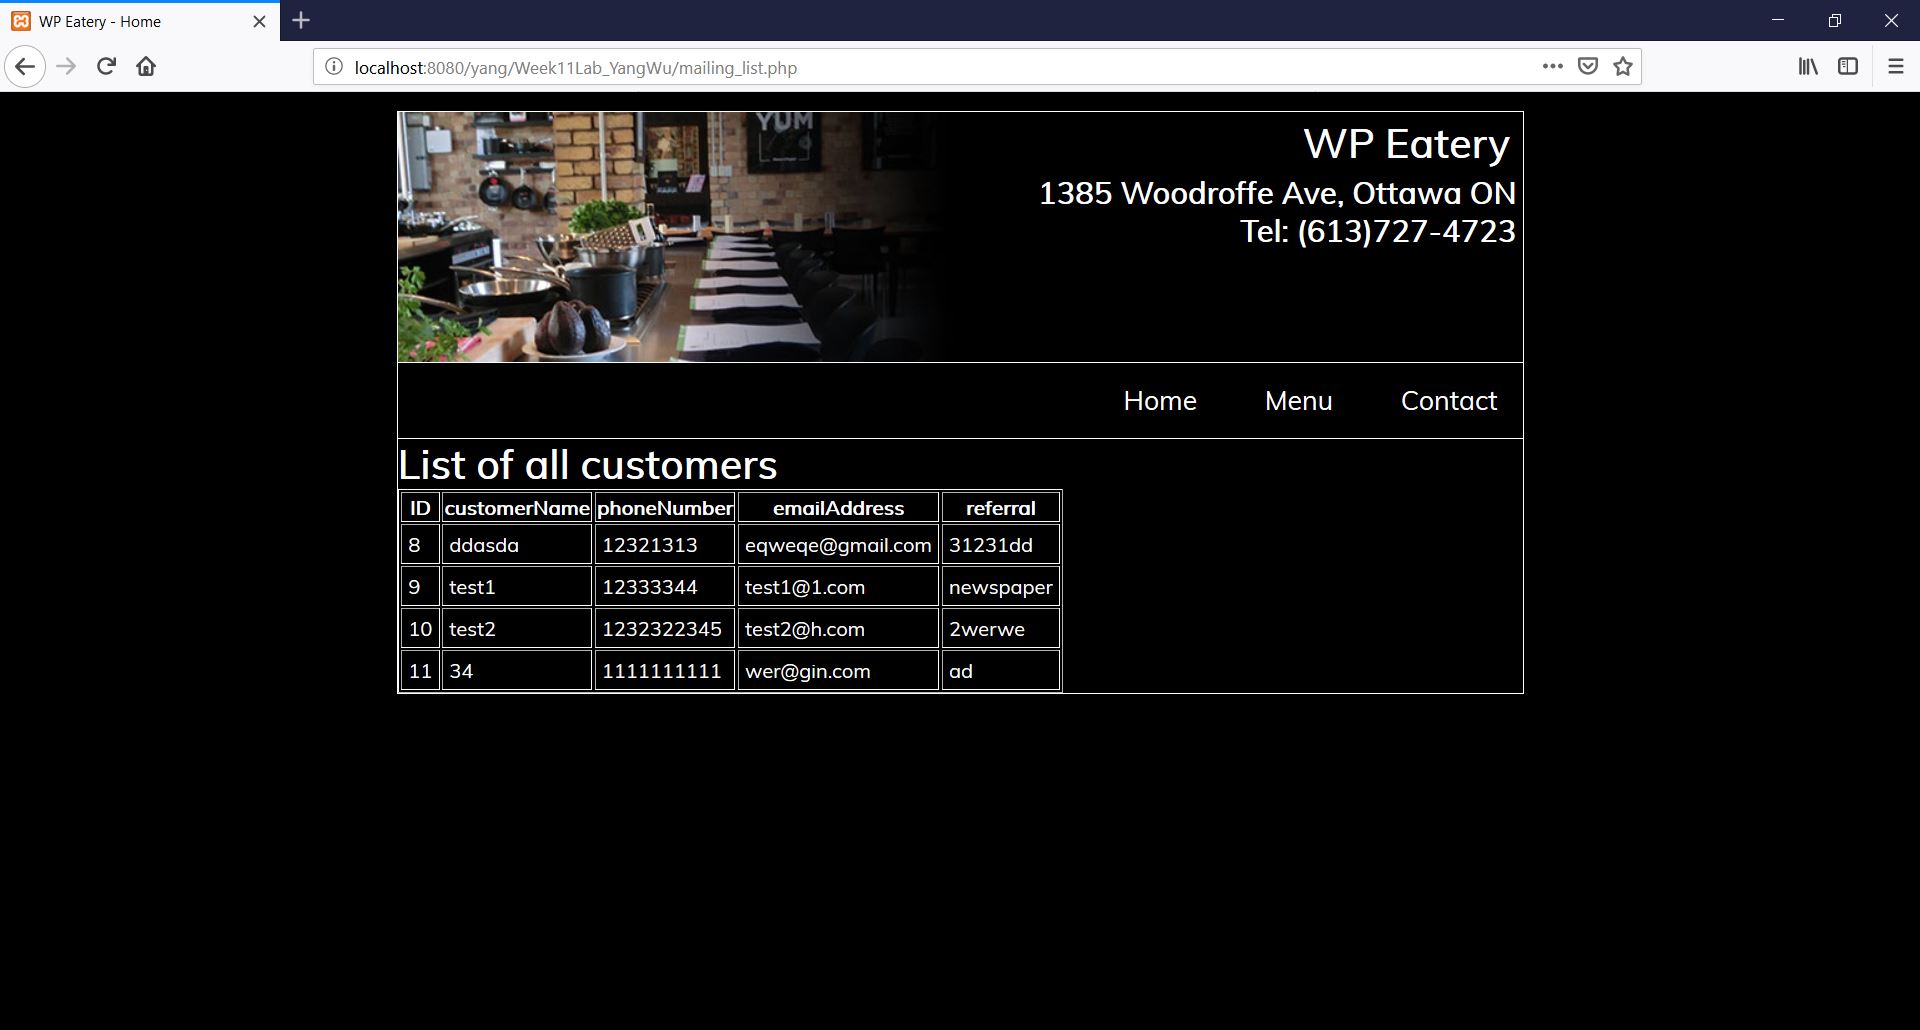 WP Eatery - Home
localhost:8080/yang/Week11Lab_YangWu/mailing_list.php
YUM
WP Eatery
1385 Woodroffe Ave, Ottawa ON
Tel: (613)727-4723
Home Menu Contact
List of all customers
ID customerName phoneNumber emailAddress referral
8 ddasda 12321313 eqweqe@gmail.com 31231dd
9 test1 12333344 test1@1.com newspaper
10 test2 1232322345 test2@h.com 2werwe
11 34 1111111111 wer@gin.com ad